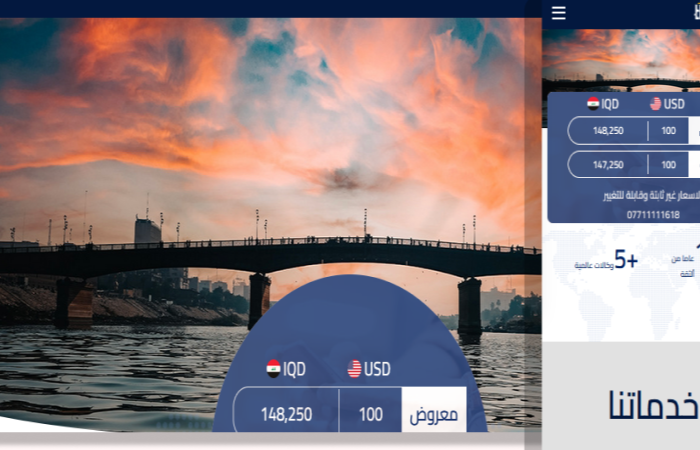 IQD USD
148,250 100 معروض
IQD USD
148,250 100
147,250 100
الاسعار غير ثابتة وقابلة للتغيير
07711111618
+5
وكالات عالمية
عاما من
الثقة
خدماتنا